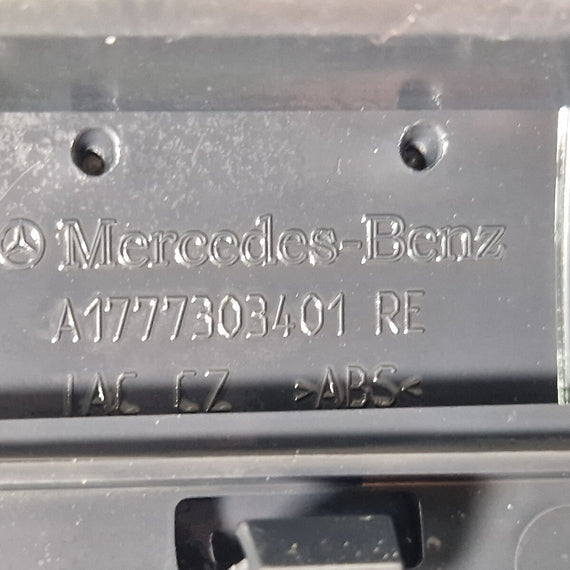 Mercedes-Benz
A1777303401 RE
IAC CZ >ABS<